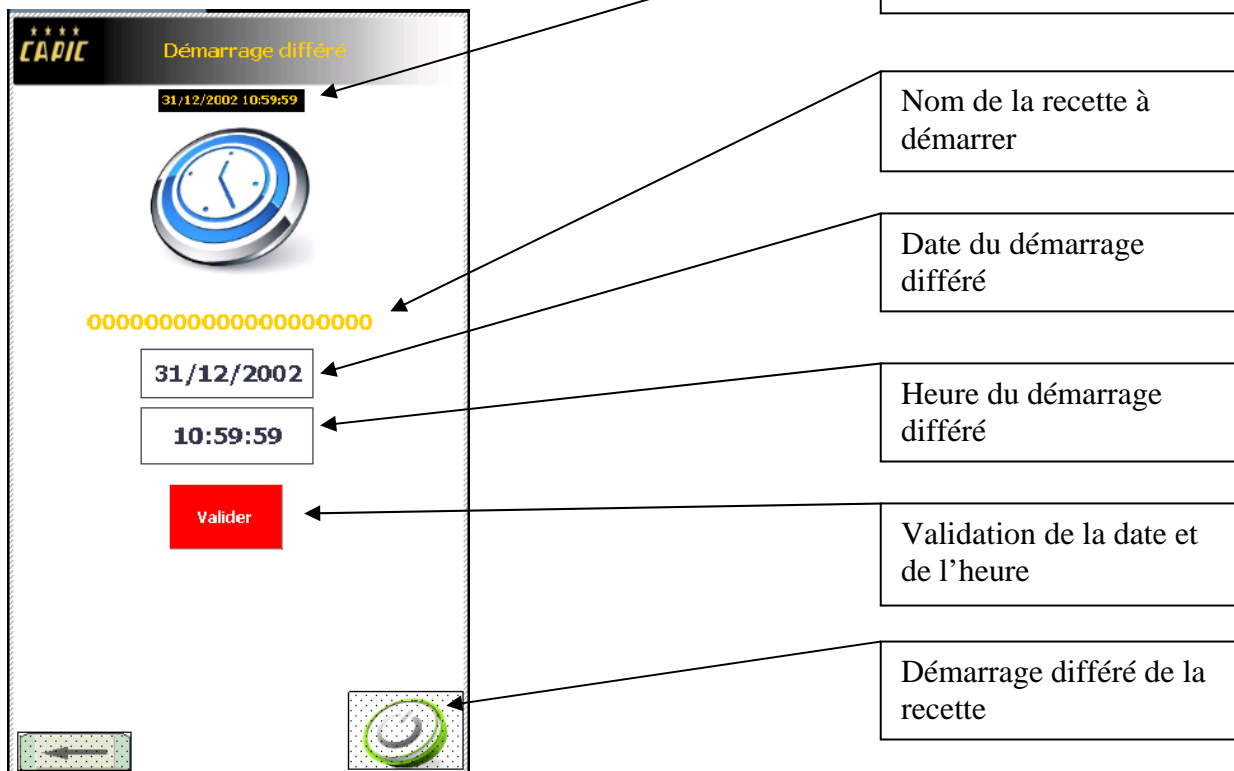 CAPIC
Démarrage différé
31/12/2002 10:59:59
00000000000000000000
31/12/2002
10:59:59
Valider
Nom de la recette à
démarrer
Date du démarrage
différé
Heure du démarrage
différé
Validation de la date et
de l’heure
Démarrage différé de la
recette